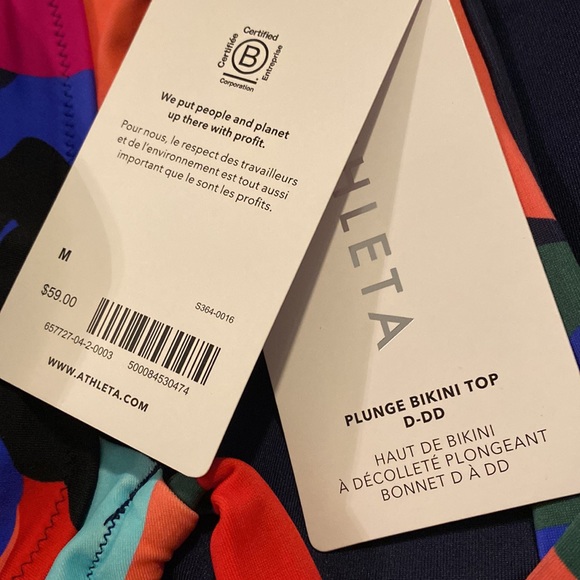 Certified
Certifiée
B
Entreprise
Corporation
We put people and planet
up there with profit.
Pour nous, le respect des travailleurs
et de l'environnement est tout aussi
important que le sont les profits.
M
$59.00
S364-0016
657727-04-2-0003
500084530474
WWW.ATHLETA.COM
HLETA
PLUNGE BIKINI TOP
D-DD
HAUT DE BIKINI
À DÉCOLLETÉ PLONGEANT
BONNET D À DD